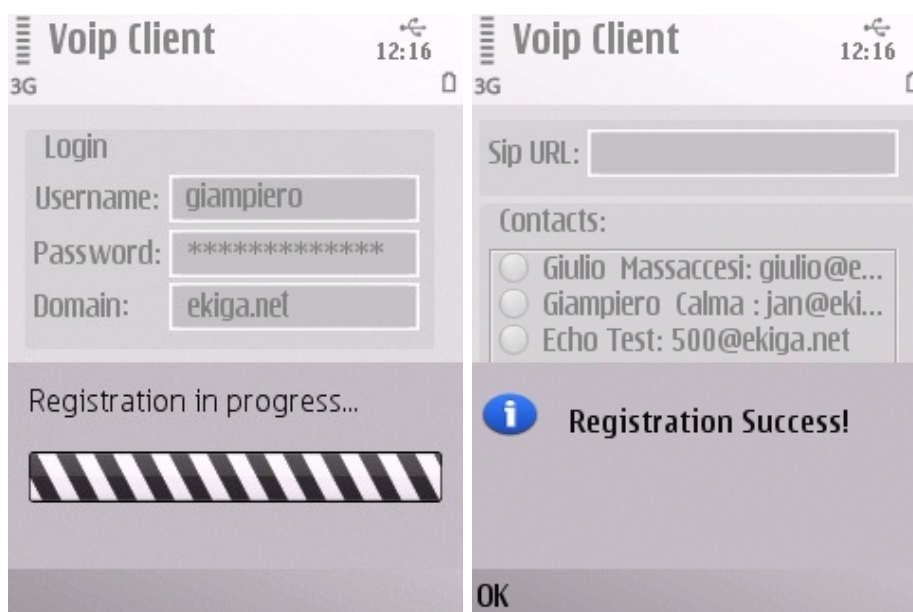 Voip Client
12:16
3G
Login
Username: giampiero
Password: *************
Domain: ekiga.net
Registration in progress...
Voip Client
12:16
3G
Sip URL:
Contacts:
Giulio Massaccesi: giulio@e...
Giampiero Calma : jan@eki...
Echo Test: 500@ekiga.net
Registration Success!
OK